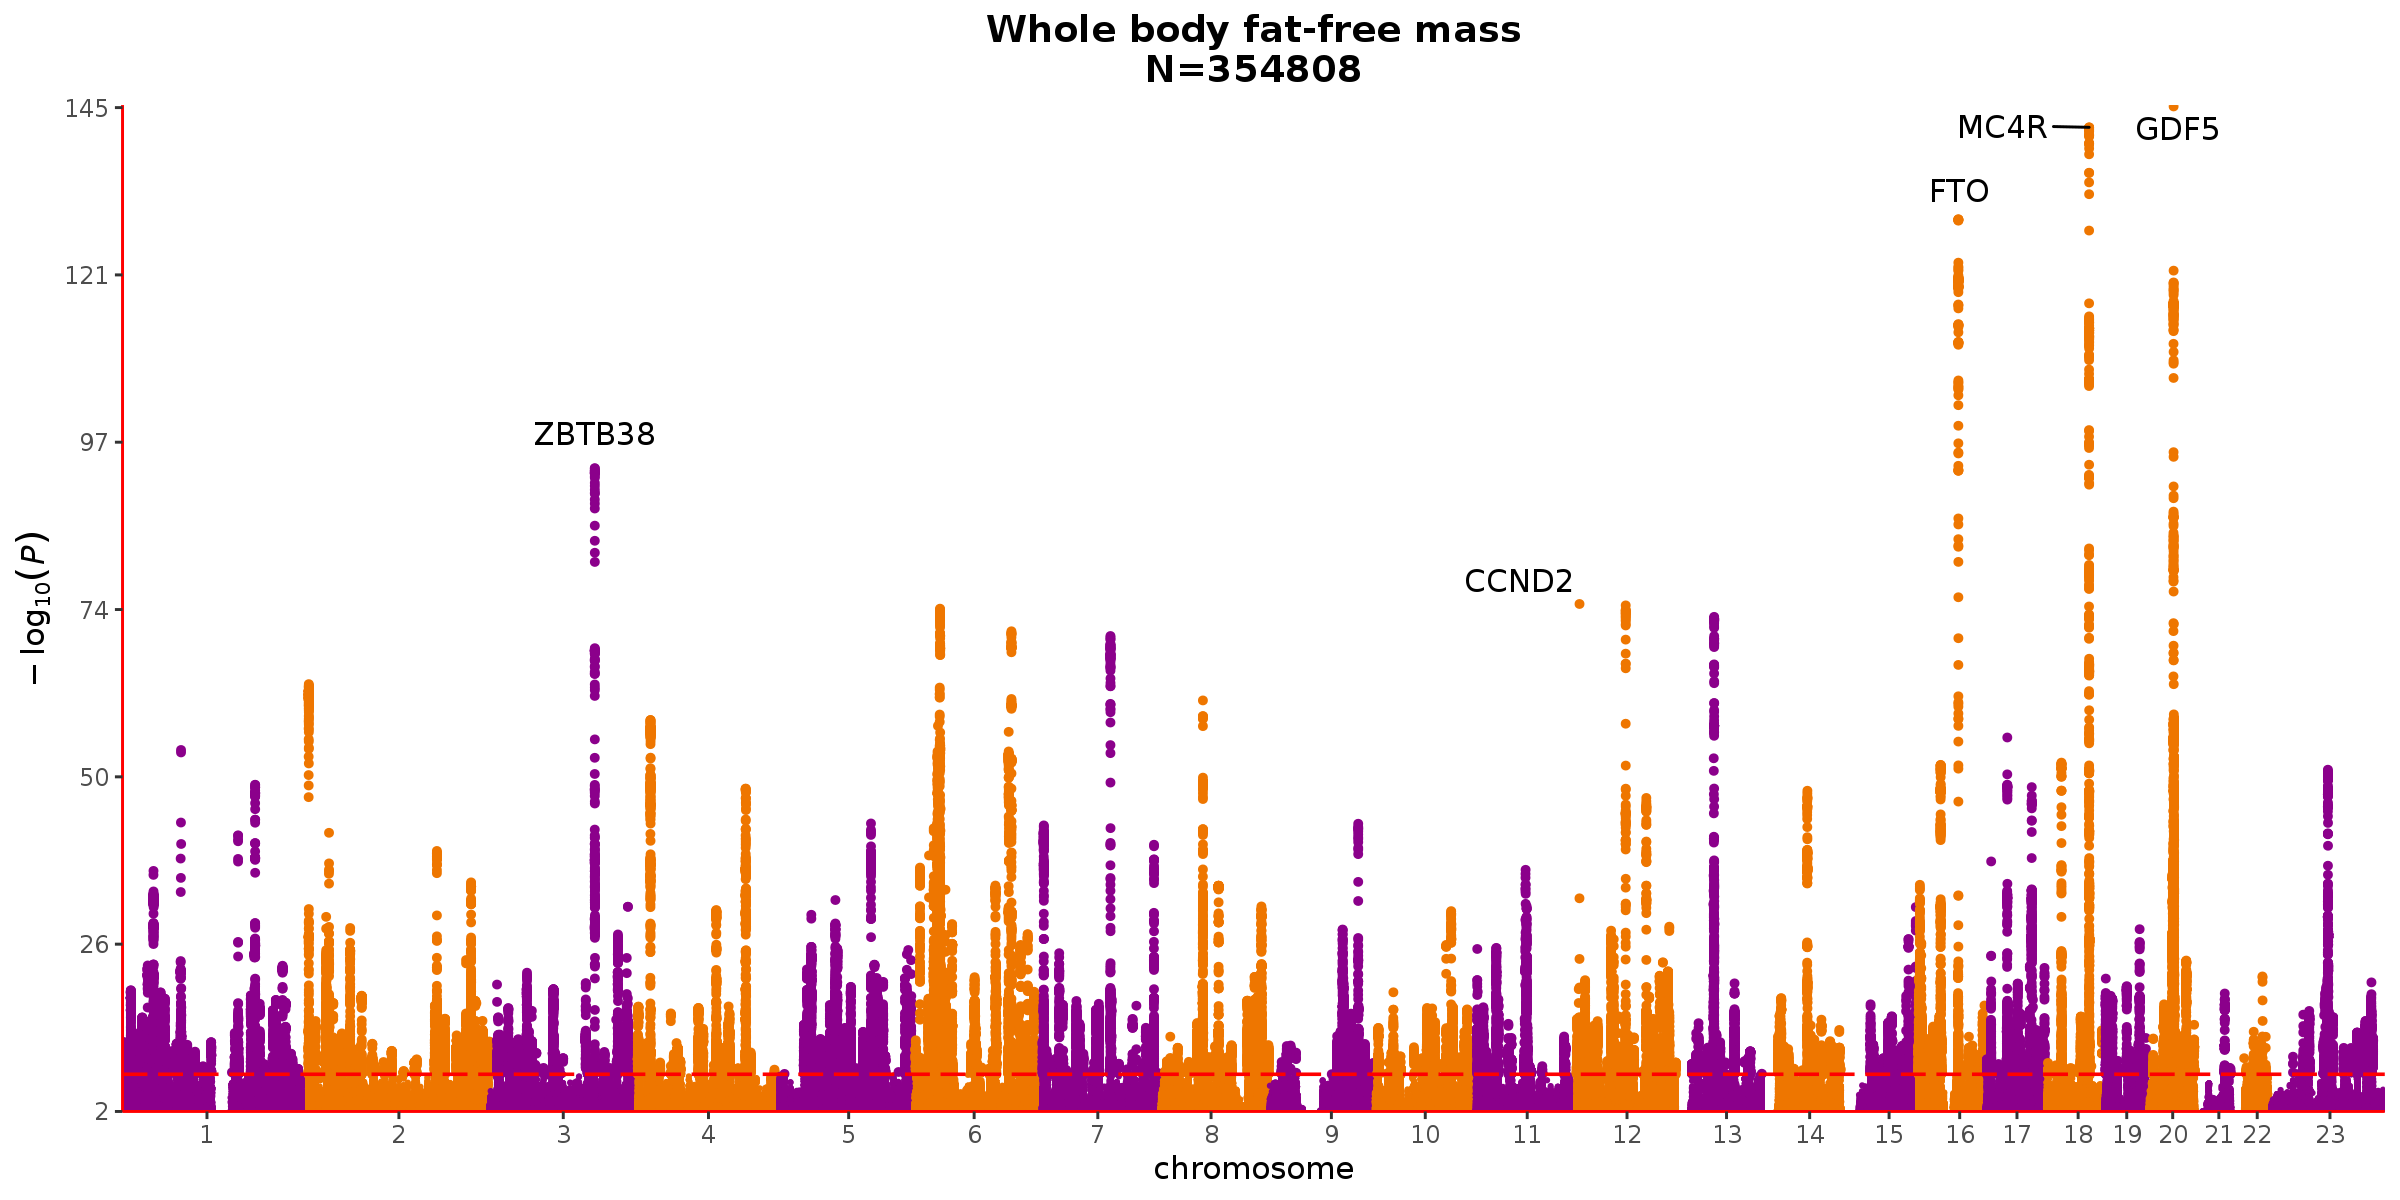 Whole body fat-free mass
N=354808
145
MC4R
GDF5
FTO
121
97
ZBTB38
CCND2
74
50
26
2
−log₁₀(P)
1 2 3 4 5 6 7 8 9 10 11 12 13 14 15 16 17 18 19 20 21 22 23
chromosome